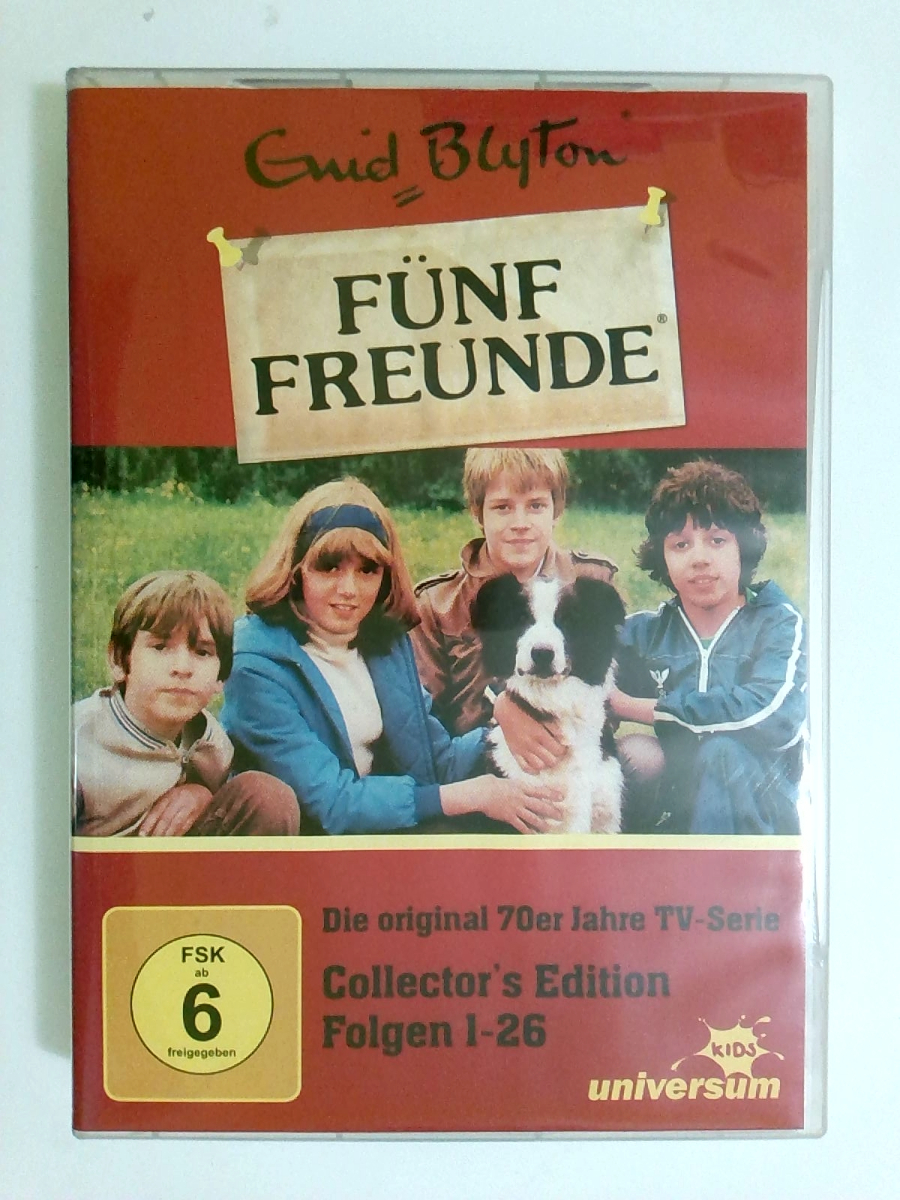 Enid Blyton
FÜNF
FREUNDE®
Die original 70er Jahre TV-Serie
Collector's Edition
Folgen 1-26
FSK
ab
6
freigegeben
KIDS
universum